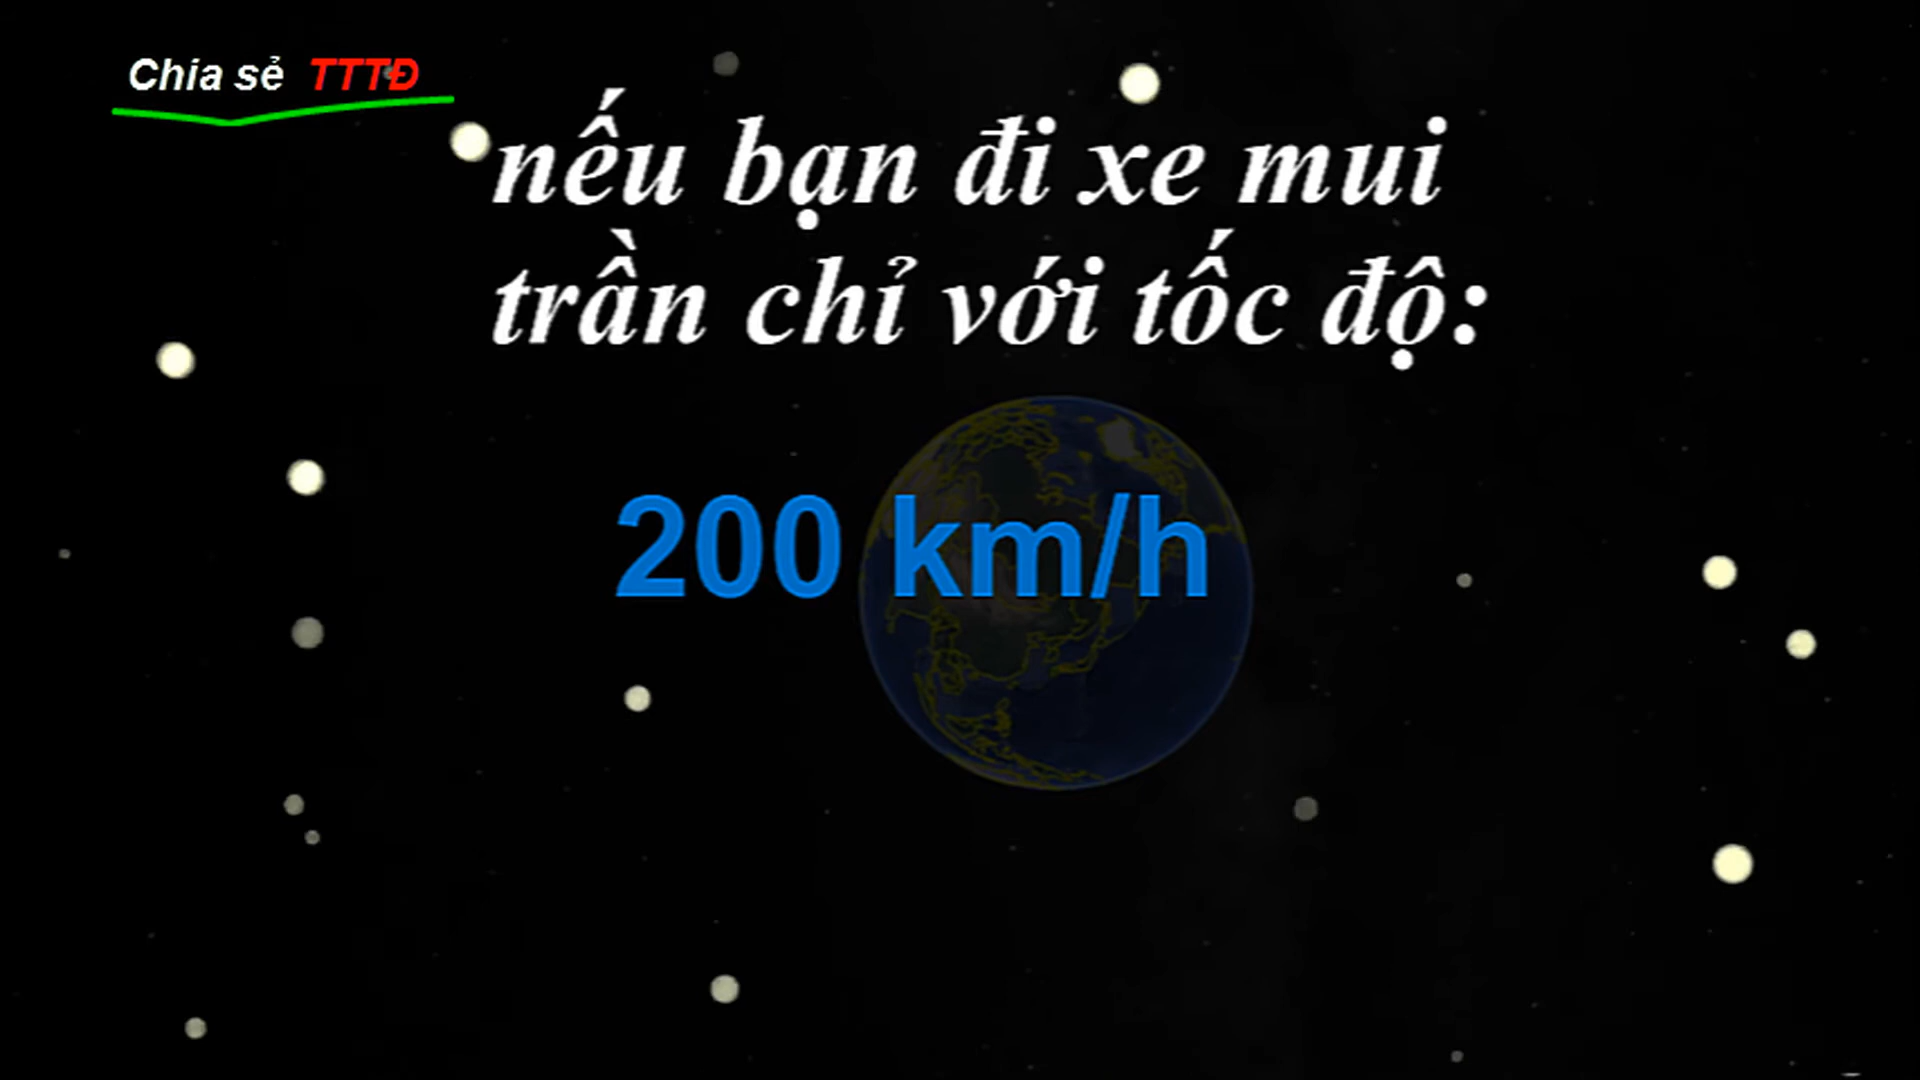 Chia sẻ TTTĐ
nếu bạn đi xe mui
trần chỉ với tốc độ:
200 km/h